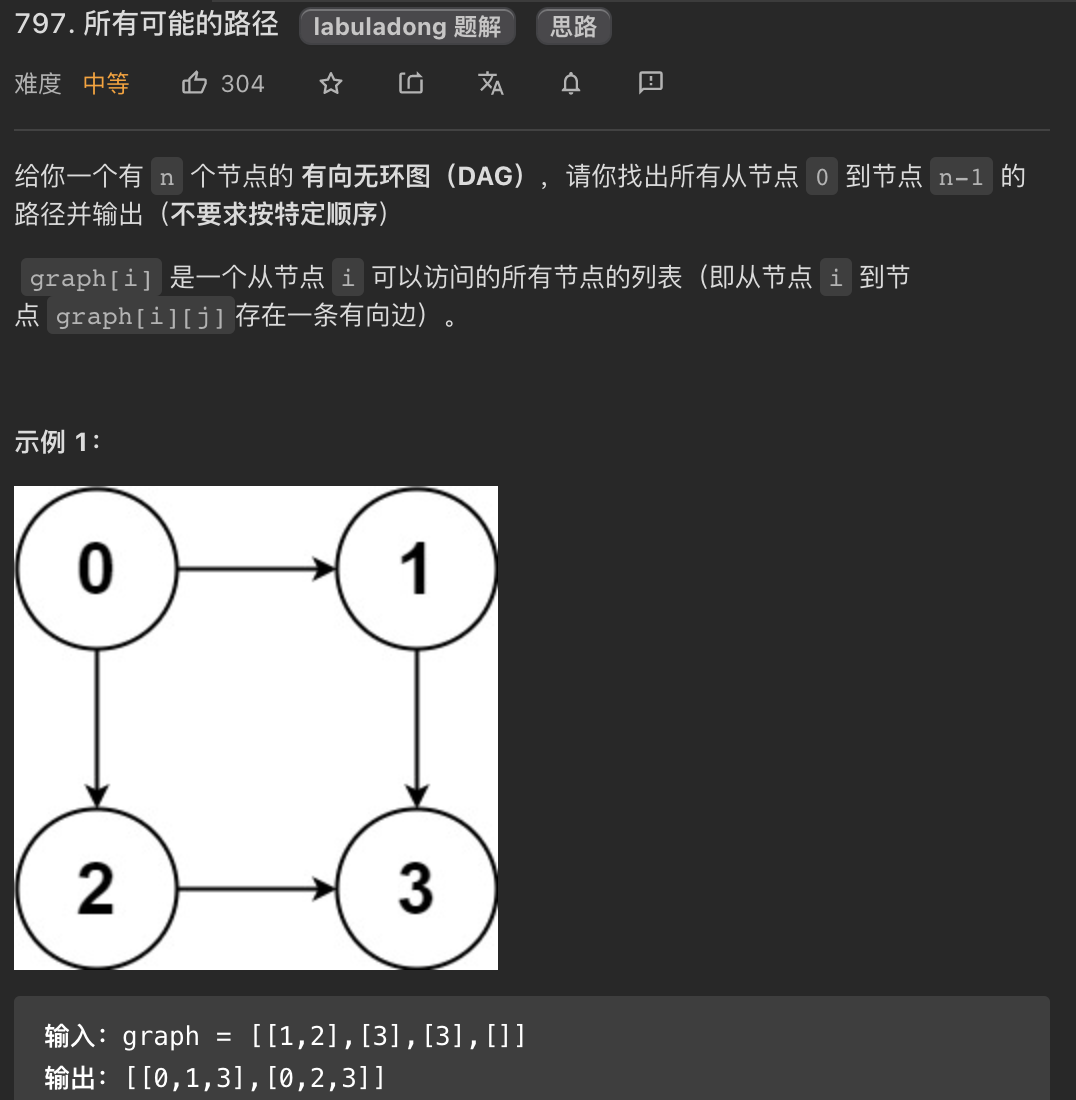 797. 所有可能的路径 labuladong 题解 思路
难度 中等 304
给你一个有 n 个节点的 有向无环图（DAG），请你找出所有从节点 0 到节点 n-1 的
路径并输出（不要求按特定顺序）
graph[i] 是一个从节点 i 可以访问的所有节点的列表（即从节点 i 到节
点 graph[i][j]存在一条有向边）。
示例 1：
0 1
2 3
输入：graph = [[1,2],[3],[3],[]]
输出：[[0,1,3],[0,2,3]]